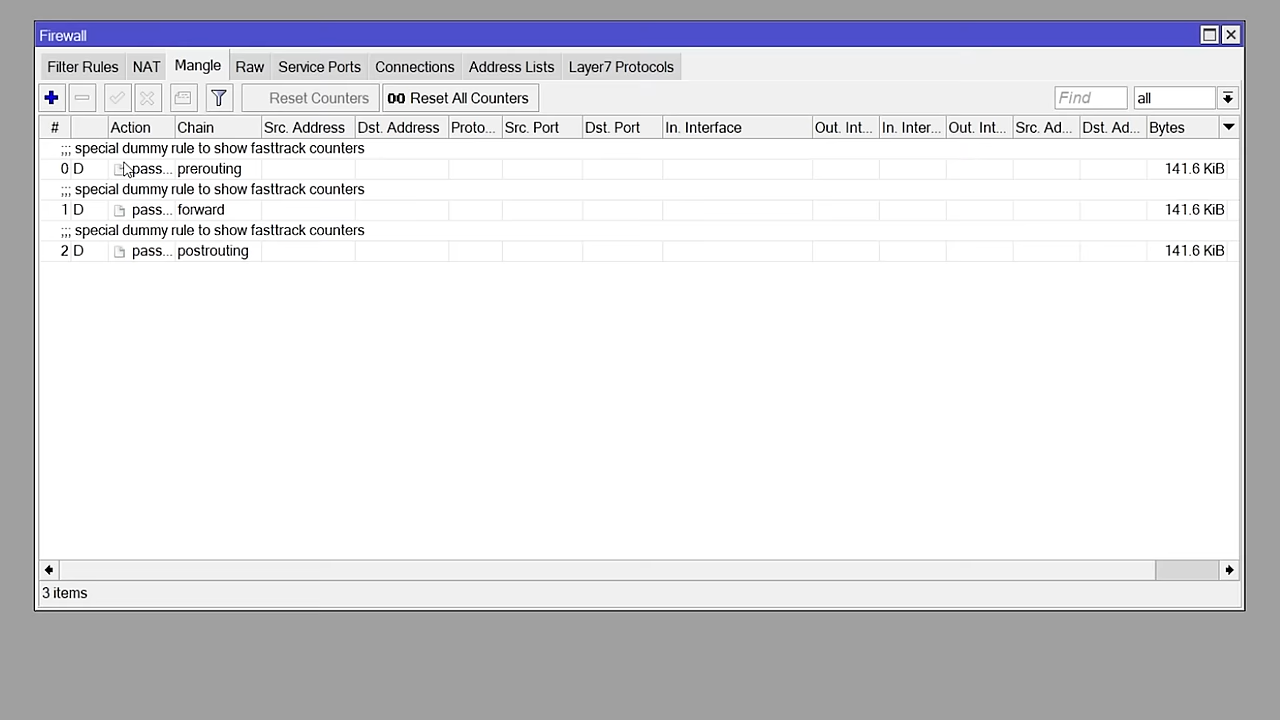 Firewall
Filter Rules NAT Mangle Raw Service Ports Connections Address Lists Layer7 Protocols
Reset Counters 00 Reset All Counters Find all
# Action Chain Src. Address Dst. Address Proto... Src. Port Dst. Port In. Interface Out. Int... In. Inter... Out. Int... Src. Ad... Dst. Ad... Bytes
;;; special dummy rule to show fasttrack counters
0 D pass... prerouting 141.6 KiB
;;; special dummy rule to show fasttrack counters
1 D pass... forward 141.6 KiB
;;; special dummy rule to show fasttrack counters
2 D pass... postrouting 141.6 KiB
3 items